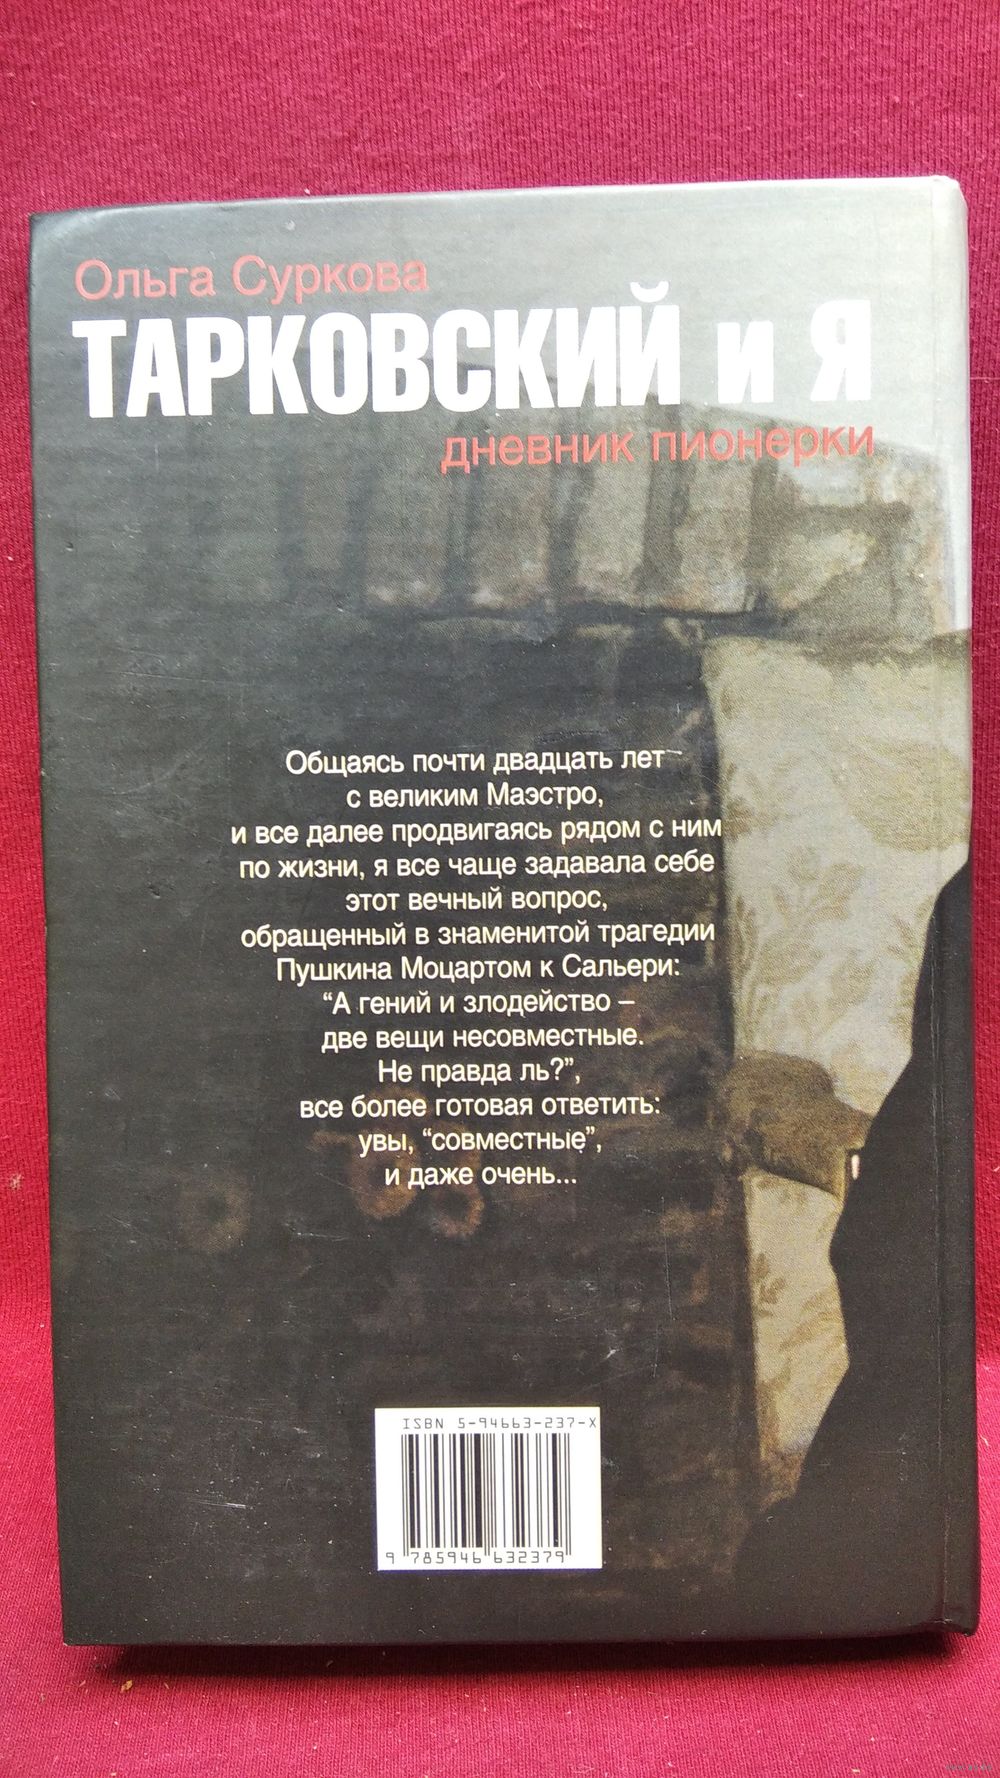 Ольга Суркова
ТАРКОВСКИЙ и Я
дневник пионерки
Общаясь почти двадцать лет
с великим Маэстро,
и все далее продвигаясь рядом с ним
по жизни, я все чаще задавала себе
этот вечный вопрос,
обращенный в знаменитой трагедии
Пушкина Моцартом к Сальери:
“А гений и злодейство –
две вещи несовместные.
Не правда ль?”,
все более готовая ответить:
увы, “совместные”,
и даже очень...
ISBN 5-94663-237-X
9 785946 632379